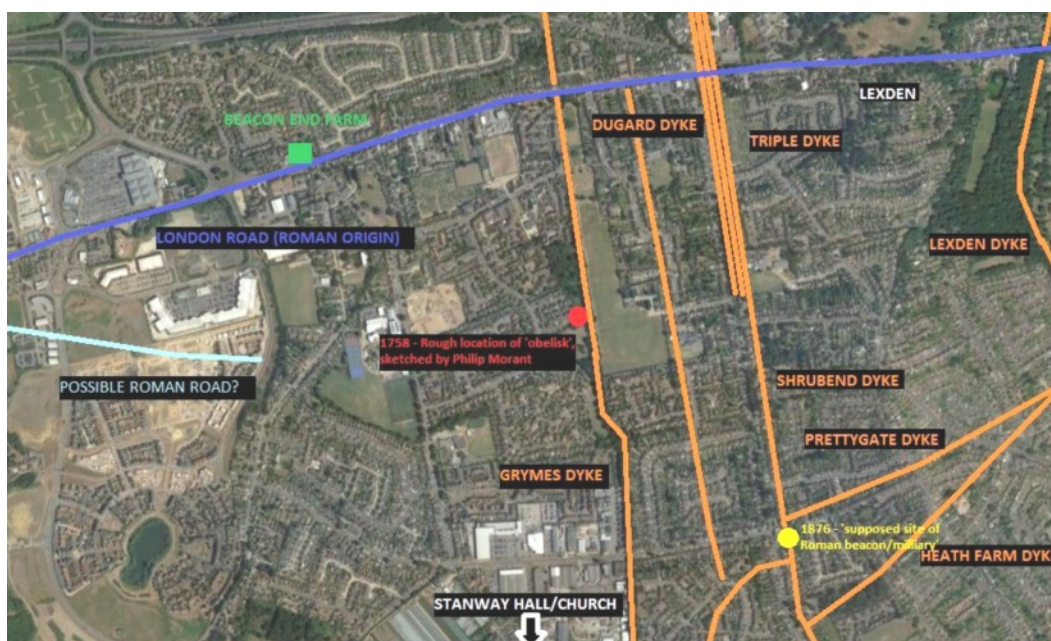 LEXDEN
BEACON END FARM
DUGARD DYKE
TRIPLE DYKE
LONDON ROAD (ROMAN ORIGIN)
LEXDEN DYKE
1758 - Rough location of 'obelisk',
sketched by Philip Morant
POSSIBLE ROMAN ROAD?
SHRUBEND DYKE
PRETTYGATE DYKE
GRYMES DYKE
1876 - 'supposed site of
Roman beacon/milliary'
HEATH FARM DYK
STANWAY HALL/CHURCH